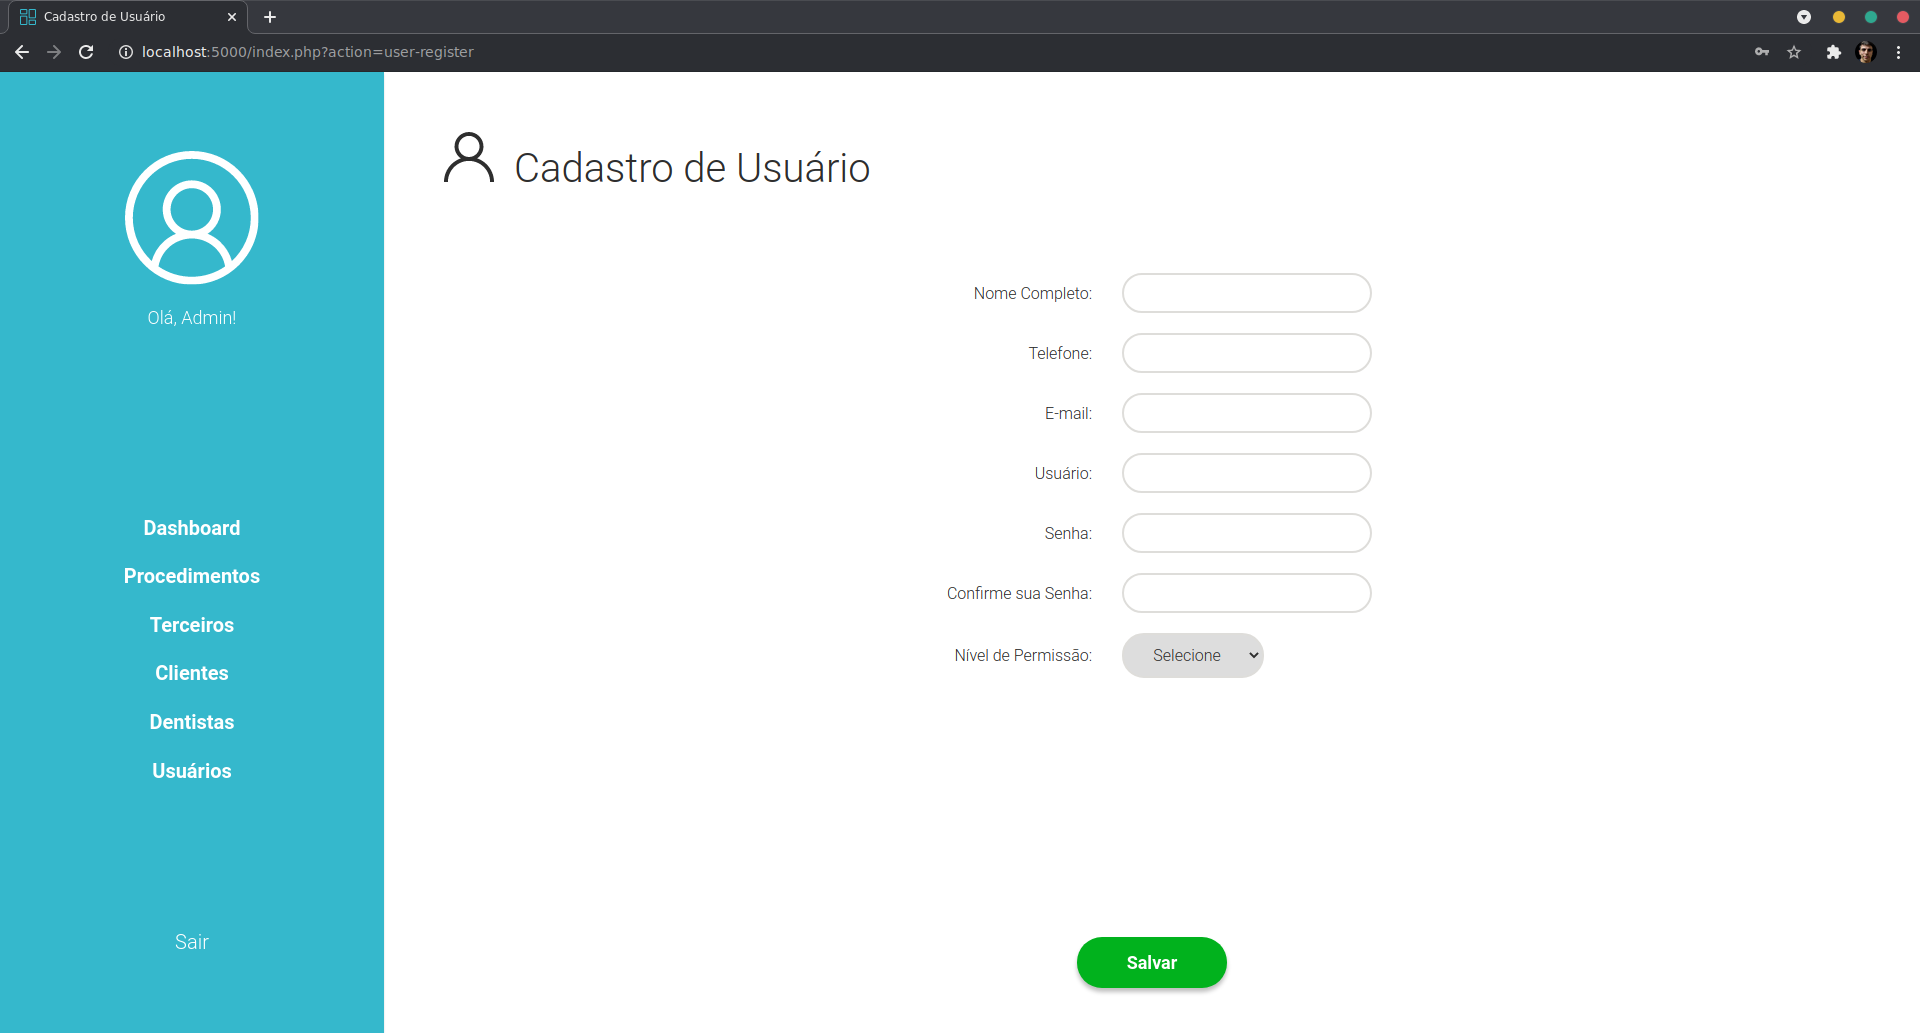 Cadastro de Usuário
localhost:5000/index.php?action=user-register
Olá, Admin!
Dashboard
Procedimentos
Terceiros
Clientes
Dentistas
Usuários
Sair
Cadastro de Usuário
Nome Completo:
Telefone:
E-mail:
Usuário:
Senha:
Confirme sua Senha:
Nível de Permissão: Selecione
Salvar